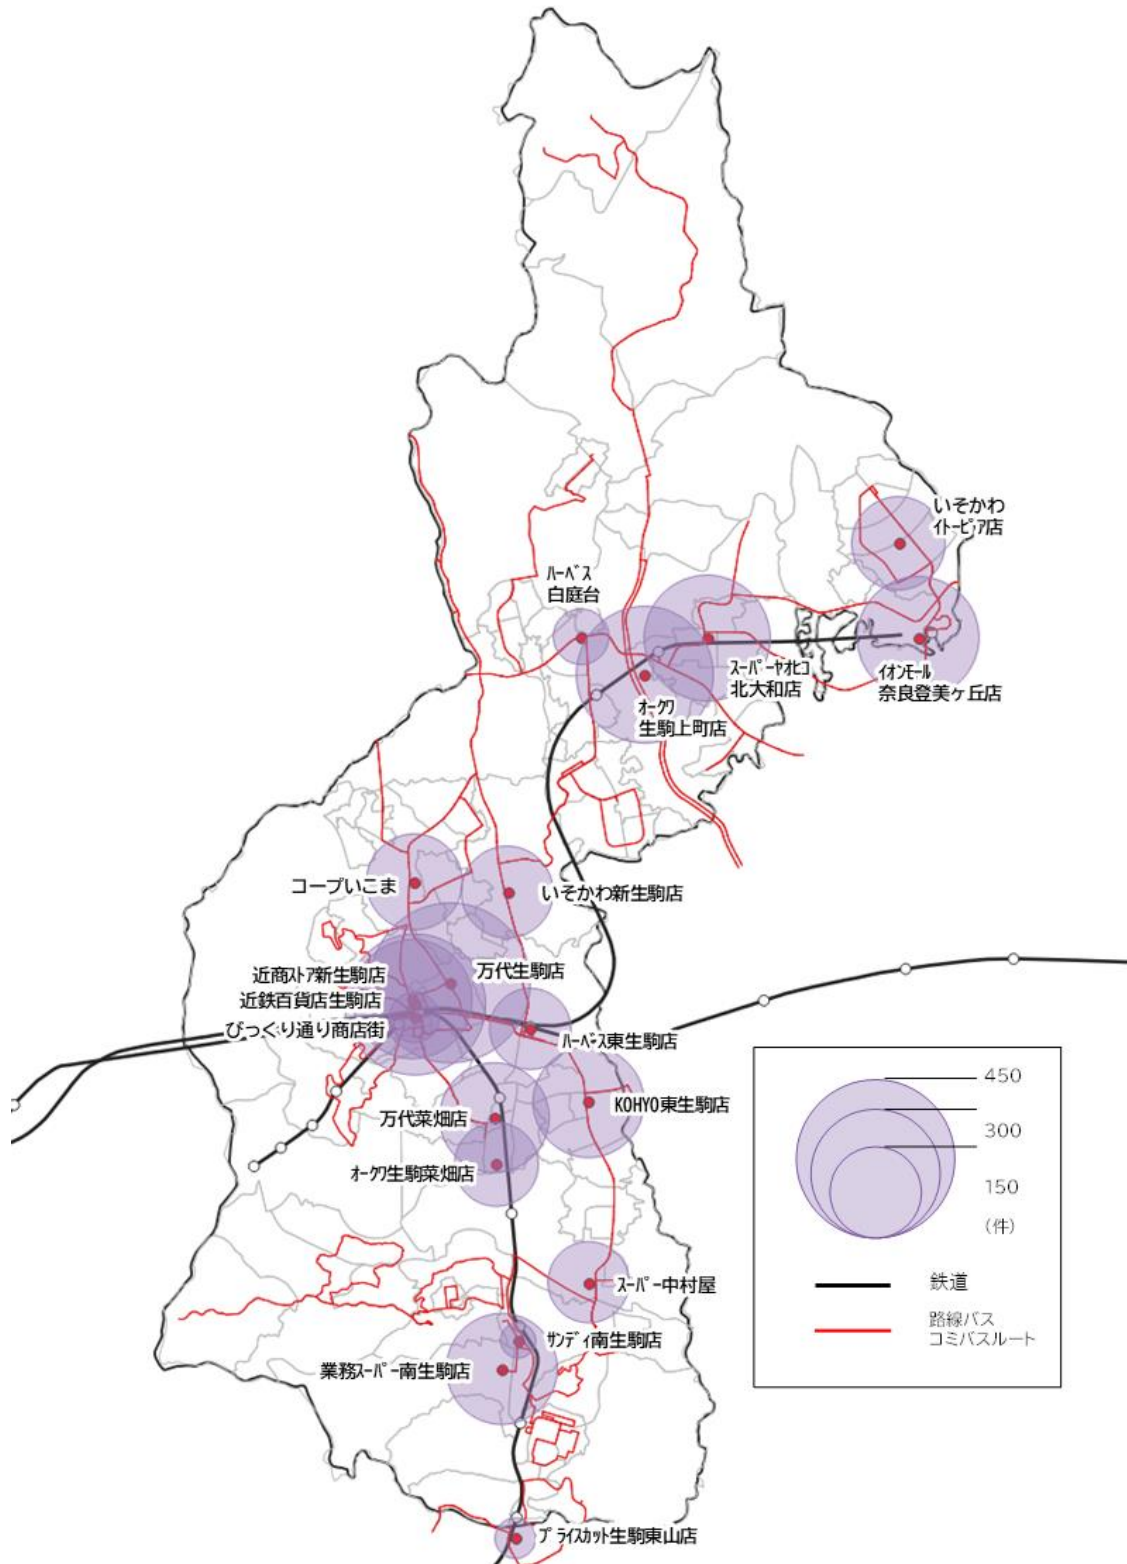 いそかわ
ｲﾄｰﾋﾟｱ店
ﾊｰﾍﾞｽ
白庭台
ｽｰﾊﾟｰﾔｵﾋｺ
北大和店
ｲｵﾝﾓｰﾙ
奈良登美ヶ丘店
ｵｰｸﾜ
生駒上町店
コープいこま
いそかわ新生駒店
万代生駒店
近商ｽﾄｱ新生駒店
近鉄百貨店生駒店
びっくり通り商店街
ﾊｰﾍﾞｽ東生駒店
KOHYO東生駒店
万代菜畑店
ｵｰｸﾜ生駒菜畑店
ｽｰﾊﾟｰ中村屋
ｻﾝﾃﾞｨ南生駒店
業務ｽｰﾊﾟｰ南生駒店
ﾌﾟﾗｲｽｶｯﾄ生駒東山店
450
300
150
(件)
鉄道
路線バス
コミバスルート